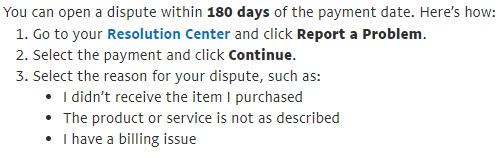 You can open a dispute within 180 days of the payment date. Here's how:
1. Go to your Resolution Center and click Report a Problem.
2. Select the payment and click Continue.
3. Select the reason for your dispute, such as:
• I didn't receive the item I purchased
• The product or service is not as described
• I have a billing issue